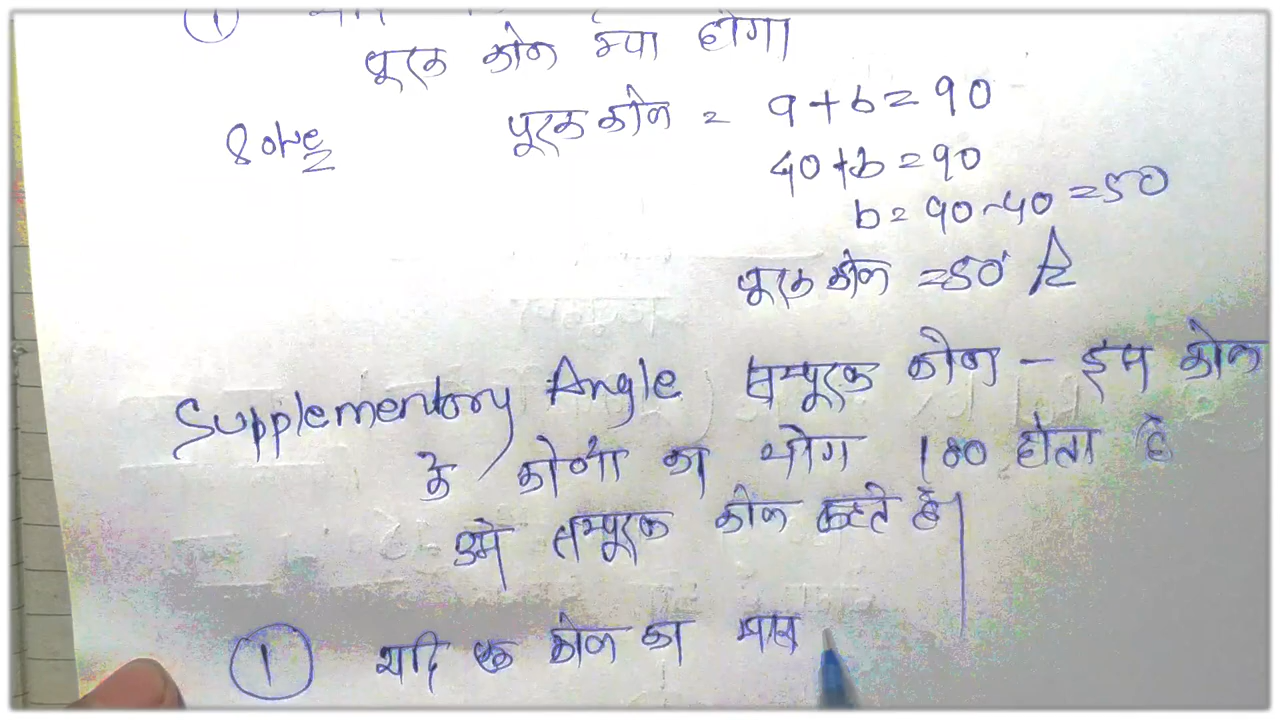 ①
पूरक कोण क्या होगा
Solve पूरक कोण = a+b=90
40+b=90
b=90-40=50
पूरक कोण =50°
Supplementory Angle सम्पूरक कोण - इस कोण
के कोणों का योग 180 होता है
उसे सम्पूरक कोण कहते हैं।
① यदि एक कोण का मान